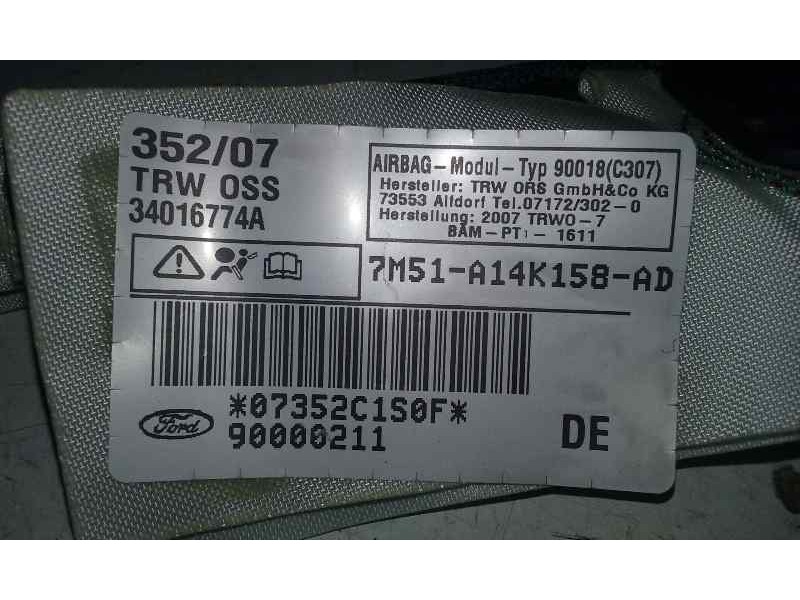 352/07
TRW OSS
34016774A
AIRBAG-Modul-Typ 90018(C307)
Hersteller: TRW ORS GmbH&Co KG
73553 Alfdorf Tel.07172/302-0
Herstellung: 2007 TRWO-7
BAM-PT1-1611
7M51-A14K158-AD
*07352C1S0F*
Ford
90000211
DE